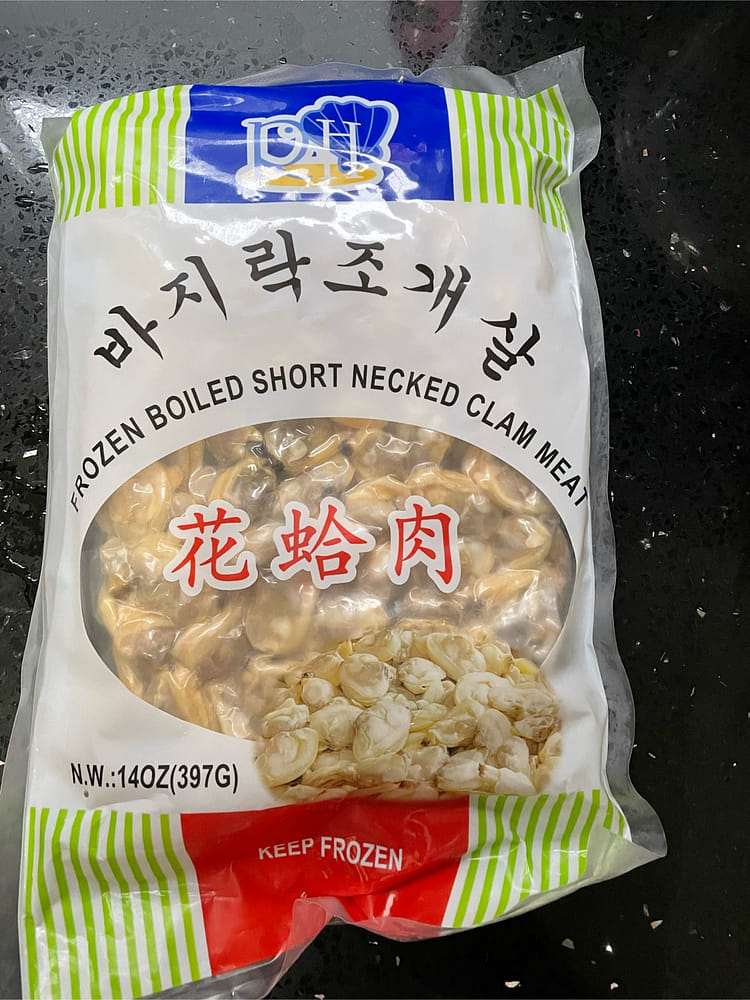 D.H
바지락조개살
FROZEN BOILED SHORT NECKED CLAM MEAT
花蛤肉
N.W.:14OZ(397G)
KEEP FROZEN